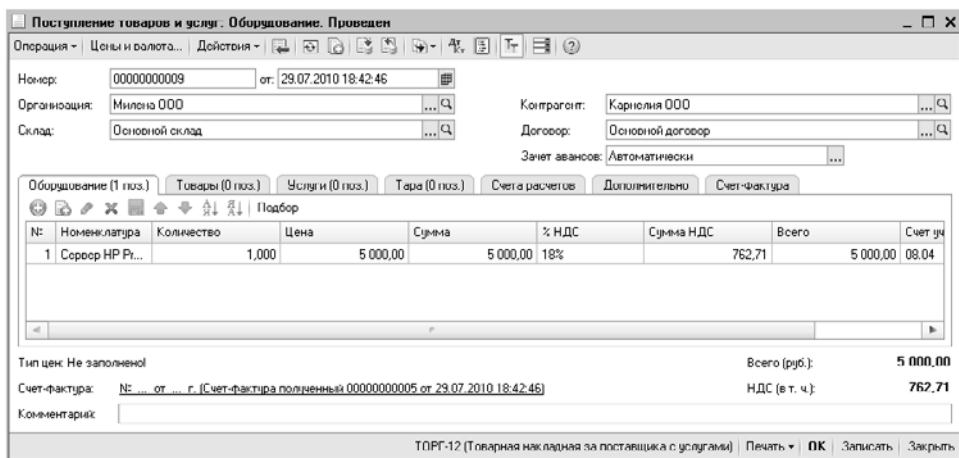 Поступление товаров и услуг: Оборудование. Проведен
Операция Цены и валюта... Действия
Номер: 00000000009 от: 29.07.2010 18:42:46
Организация: Милена ООО ... Контрагент: Карнелия ООО ...
Склад: Основной склад ... Договор: Основной договор ...
Зачет авансов: Автоматически ...
Оборудование (1 поз.) Товары (0 поз.) Услуги (0 поз.) Тара (0 поз.) Счета расчетов Дополнительно Счет-фактура
Подбор
№ Номенклатура Количество Цена Сумма % НДС Сумма НДС Всего Счет уч
1 Сервер HP Pr... 1,000 5 000,00 5 000,00 18% 762,71 5 000,00 08.04
Тип цен: Не заполнено! Всего (руб.): 5 000,00
Счет-фактура: № ... от ... г. (Счет-фактура полученный 00000000005 от 29.07.2010 18:42:46) НДС (в т. ч.): 762,71
Комментарий:
ТОРГ-12 (Товарная накладная за поставщика с услугами) Печать OK Записать Закрыть